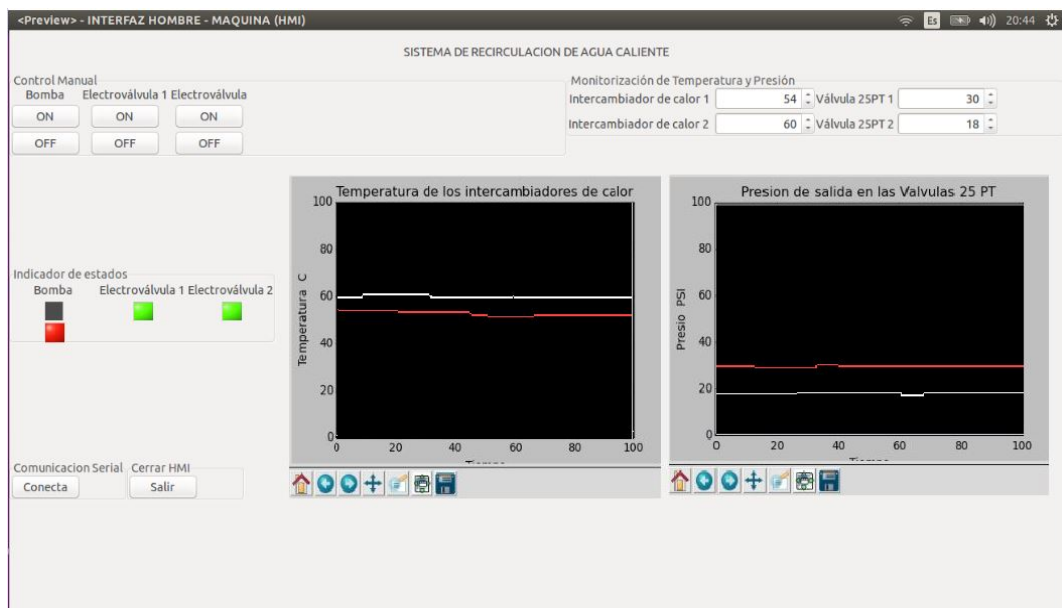 <Preview> - INTERFAZ HOMBRE - MAQUINA (HMI)
Es
20:44
SISTEMA DE RECIRCULACION DE AGUA CALIENTE
Control Manual
Bomba Electroválvula 1 Electroválvula
ON ON ON
OFF OFF OFF
Monitorización de Temperatura y Presión
Intercambiador de calor 1 54 Válvula 25PT 1 30
Intercambiador de calor 2 60 Válvula 25PT 2 18
Indicador de estados
Bomba Electroválvula 1 Electroválvula 2
Temperatura de los intercambiadores de calor
Temperatura C
100
80
60
40
20
0
0 20 40 60 80 100
Tiempo
Presion de salida en las Valvulas 25 PT
Presio PSI
100
80
60
40
20
0
0 20 40 60 80 100
Tiempo
Comunicacion Serial Cerrar HMI
Conecta Salir